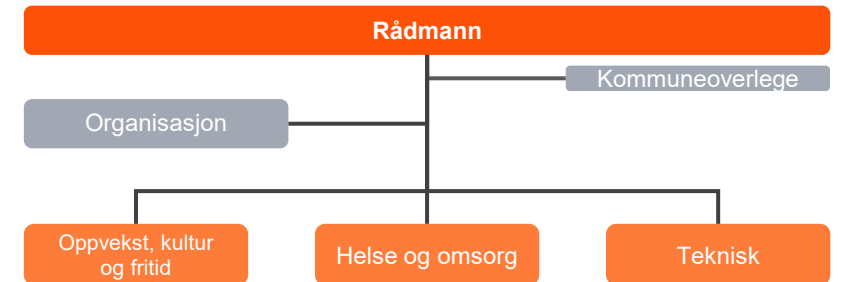 Rådmann
Kommuneoverlege
Organisasjon
Oppvekst, kultur
og fritid
Helse og omsorg
Teknisk